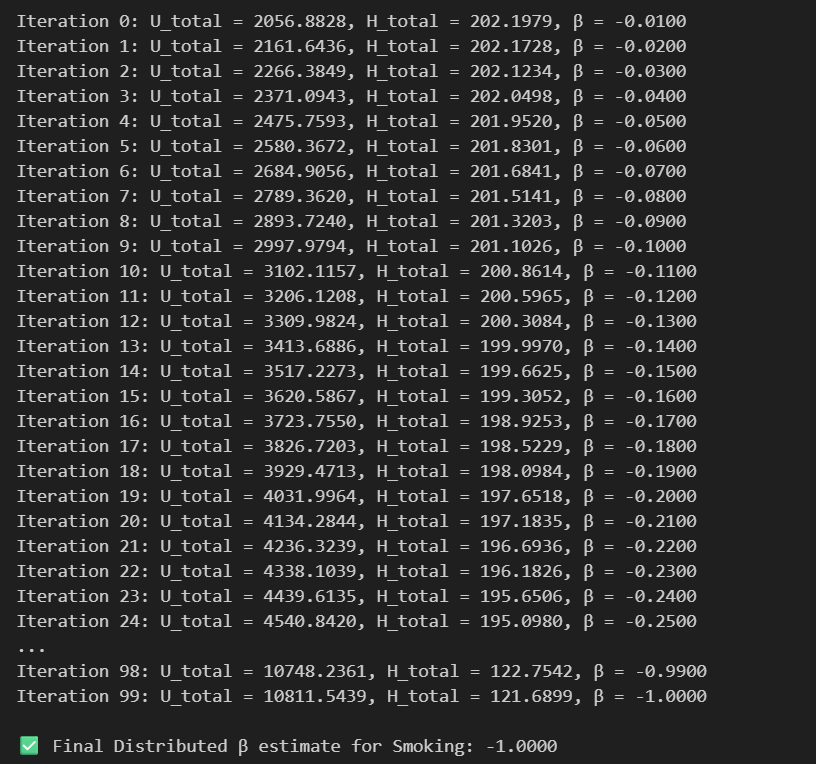 Iteration 0: U_total = 2056.8828, H_total = 202.1979, β = -0.0100
Iteration 1: U_total = 2161.6436, H_total = 202.1728, β = -0.0200
Iteration 2: U_total = 2266.3849, H_total = 202.1234, β = -0.0300
Iteration 3: U_total = 2371.0943, H_total = 202.0498, β = -0.0400
Iteration 4: U_total = 2475.7593, H_total = 201.9520, β = -0.0500
Iteration 5: U_total = 2580.3672, H_total = 201.8301, β = -0.0600
Iteration 6: U_total = 2684.9056, H_total = 201.6841, β = -0.0700
Iteration 7: U_total = 2789.3620, H_total = 201.5141, β = -0.0800
Iteration 8: U_total = 2893.7240, H_total = 201.3203, β = -0.0900
Iteration 9: U_total = 2997.9794, H_total = 201.1026, β = -0.1000
Iteration 10: U_total = 3102.1157, H_total = 200.8614, β = -0.1100
Iteration 11: U_total = 3206.1208, H_total = 200.5965, β = -0.1200
Iteration 12: U_total = 3309.9824, H_total = 200.3084, β = -0.1300
Iteration 13: U_total = 3413.6886, H_total = 199.9970, β = -0.1400
Iteration 14: U_total = 3517.2273, H_total = 199.6625, β = -0.1500
Iteration 15: U_total = 3620.5867, H_total = 199.3052, β = -0.1600
Iteration 16: U_total = 3723.7550, H_total = 198.9253, β = -0.1700
Iteration 17: U_total = 3826.7203, H_total = 198.5229, β = -0.1800
Iteration 18: U_total = 3929.4713, H_total = 198.0984, β = -0.1900
Iteration 19: U_total = 4031.9964, H_total = 197.6518, β = -0.2000
Iteration 20: U_total = 4134.2844, H_total = 197.1835, β = -0.2100
Iteration 21: U_total = 4236.3239, H_total = 196.6936, β = -0.2200
Iteration 22: U_total = 4338.1039, H_total = 196.1826, β = -0.2300
Iteration 23: U_total = 4439.6135, H_total = 195.6506, β = -0.2400
Iteration 24: U_total = 4540.8420, H_total = 195.0980, β = -0.2500
...
Iteration 98: U_total = 10748.2361, H_total = 122.7542, β = -0.9900
Iteration 99: U_total = 10811.5439, H_total = 121.6899, β = -1.0000
✅ Final Distributed β estimate for Smoking: -1.0000